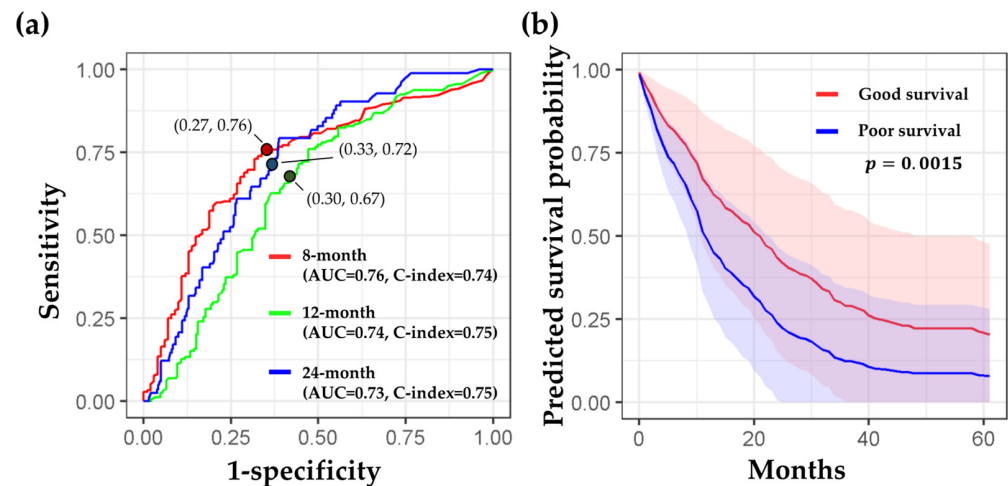 (a)
Sensitivity
1.00
0.75
0.50
0.25
0.00
(0.27, 0.76)
(0.33, 0.72)
(0.30, 0.67)
8-month
(AUC=0.76, C-index=0.74)
12-month
(AUC=0.74, C-index=0.75)
24-month
(AUC=0.73, C-index=0.75)
0.00 0.25 0.50 0.75 1.00
1-specificity
(b)
Predicted survival probability
1.00
0.75
0.50
0.25
0.00
Good survival
Poor survival
p = 0.0015
0 20 40 60
Months